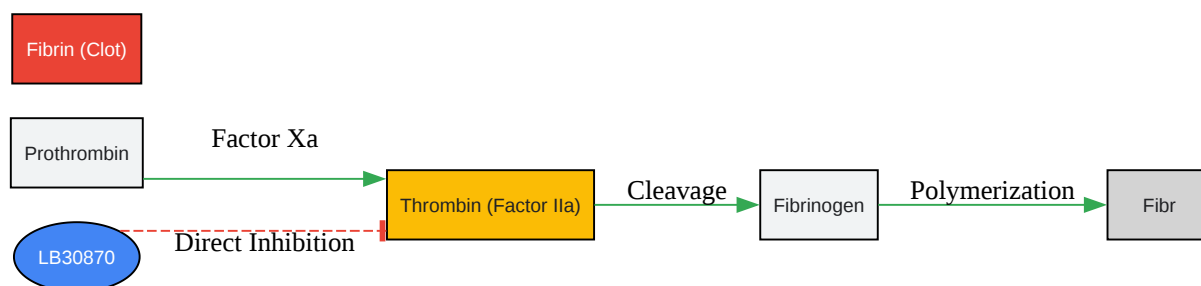 Fibrin (Clot)
Prothrombin
Factor Xa
Thrombin (Factor IIa)
Cleavage
Fibrinogen
Polymerization
Fibr
Direct Inhibition
LB30870